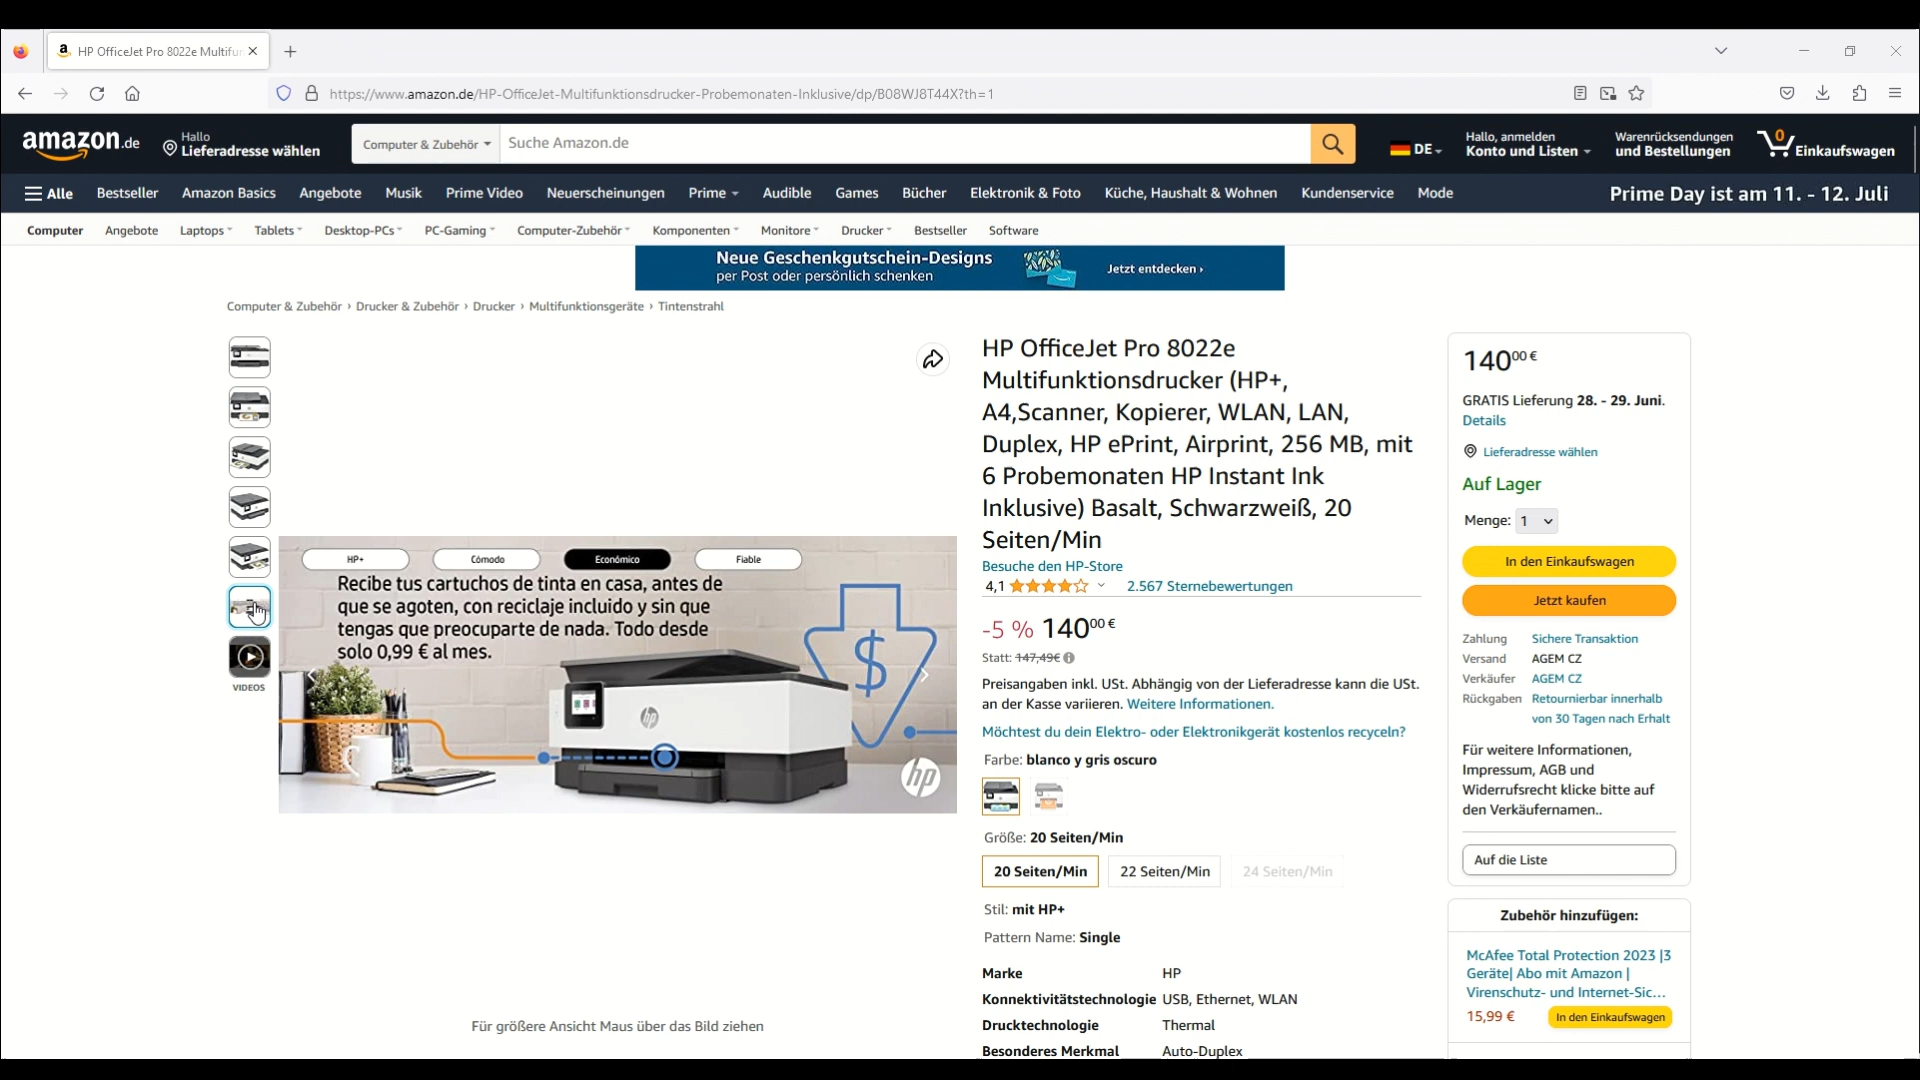 HP OfficeJet Pro 8022e Multifu
https://www.amazon.de/HP-OfficeJet-Multifunktionsdrucker-Probemonaten-Inklusive/dp/B08WJ8T44X?th=1
amazon.de
Hallo
Lieferadresse wählen
Computer & Zubehör
Suche Amazon.de
DE
Hallo, anmelden
Konto und Listen
Warenrücksendungen
und Bestellungen
0
Einkaufswagen
Alle
Bestseller
Amazon Basics
Angebote
Musik
Prime Video
Neuerscheinungen
Prime
Audible
Games
Bücher
Elektronik & Foto
Küche, Haushalt & Wohnen
Kundenservice
Mode
Prime Day ist am 11. - 12. Juli
Computer
Angebote
Laptops
Tablets
Desktop-PCs
PC-Gaming
Computer-Zubehör
Komponenten
Monitore
Drucker
Bestseller
Software
Neue Geschenkgutschein-Designs
per Post oder persönlich schenken
Jetzt entdecken ›
Computer & Zubehör › Drucker & Zubehör › Drucker › Multifunktionsgeräte › Tintenstrahl
VIDEOS
HP+
Cómodo
Económico
Fiable
Recibe tus cartuchos de tinta en casa, antes de
que se agoten, con reciclaje incluido y sin que
tengas que preocuparte de nada. Todo desde
solo 0,99 € al mes.
$
hp
hp
Für größere Ansicht Maus über das Bild ziehen
HP OfficeJet Pro 8022e
Multifunktionsdrucker (HP+,
A4,Scanner, Kopierer, WLAN, LAN,
Duplex, HP ePrint, Airprint, 256 MB, mit
6 Probemonaten HP Instant Ink
Inklusive) Basalt, Schwarzweiß, 20
Seiten/Min
Besuche den HP-Store
4,1
2.567 Sternebewertungen
-5 % 140 00 €
Statt: 147,49€
Preisangaben inkl. USt. Abhängig von der Lieferadresse kann die USt.
an der Kasse variieren. Weitere Informationen.
Möchtest du dein Elektro- oder Elektronikgerät kostenlos recyceln?
Farbe: blanco y gris oscuro
Größe: 20 Seiten/Min
20 Seiten/Min
22 Seiten/Min
24 Seiten/Min
Stil: mit HP+
Pattern Name: Single
Marke HP
Konnektivitätstechnologie USB, Ethernet, WLAN
Drucktechnologie Thermal
Besonderes Merkmal Auto-Duplex
140 00 €
GRATIS Lieferung 28. - 29. Juni.
Details
Lieferadresse wählen
Auf Lager
Menge: 1
In den Einkaufswagen
Jetzt kaufen
Zahlung Sichere Transaktion
Versand AGEM CZ
Verkäufer AGEM CZ
Rückgaben Retournierbar innerhalb
von 30 Tagen nach Erhalt
Für weitere Informationen,
Impressum, AGB und
Widerrufsrecht klicke bitte auf
den Verkäufernamen..
Auf die Liste
Zubehör hinzufügen:
McAfee Total Protection 2023 |3
Geräte| Abo mit Amazon |
Virenschutz- und Internet-Sic...
15,99 €
In den Einkaufswagen